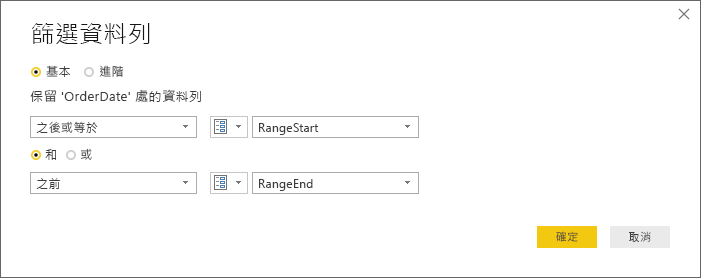 篩選資料列
基本 進階
保留 'OrderDate' 處的資料列
之後或等於 RangeStart
和 或
之前 RangeEnd
確定 取消